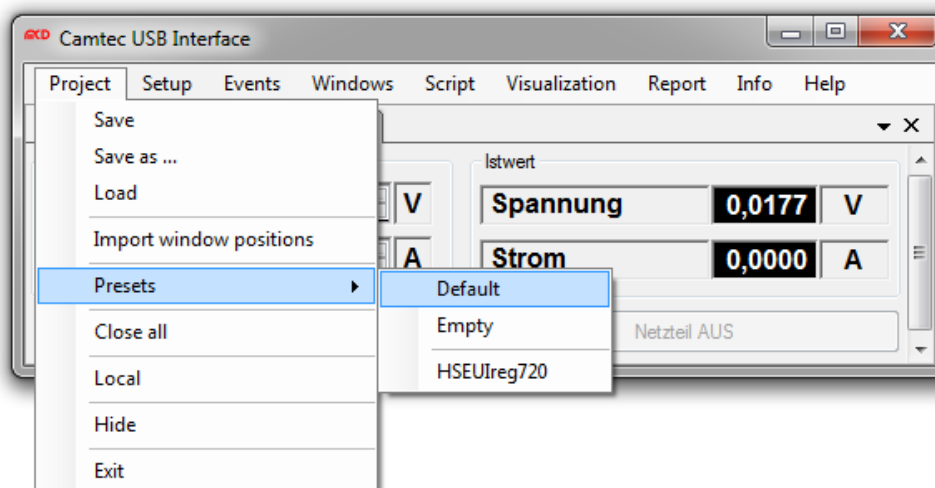 Camtec USB Interface
Project Setup Events Windows Script Visualization Report Info Help
Save
Save as ...
Load
Import window positions
Presets
Close all
Local
Hide
Exit
Default
Empty
HSEUIreg720
V
A
Istwert
Spannung 0,0177 V
Strom 0,0000 A
Netzteil AUS